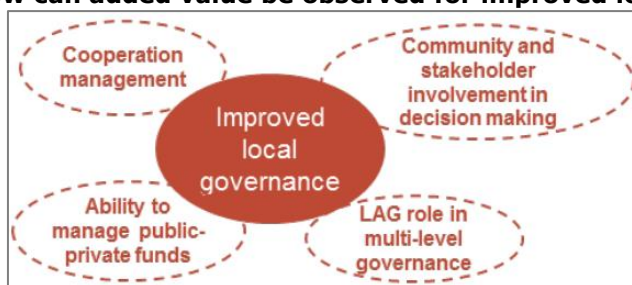 can added value be observed for improved
Cooperation
management
Community and
stakeholder
involvement in
decision making
Improved
local
governance
Ability to
manage public-
private funds
LAG role in
multi-level
governance